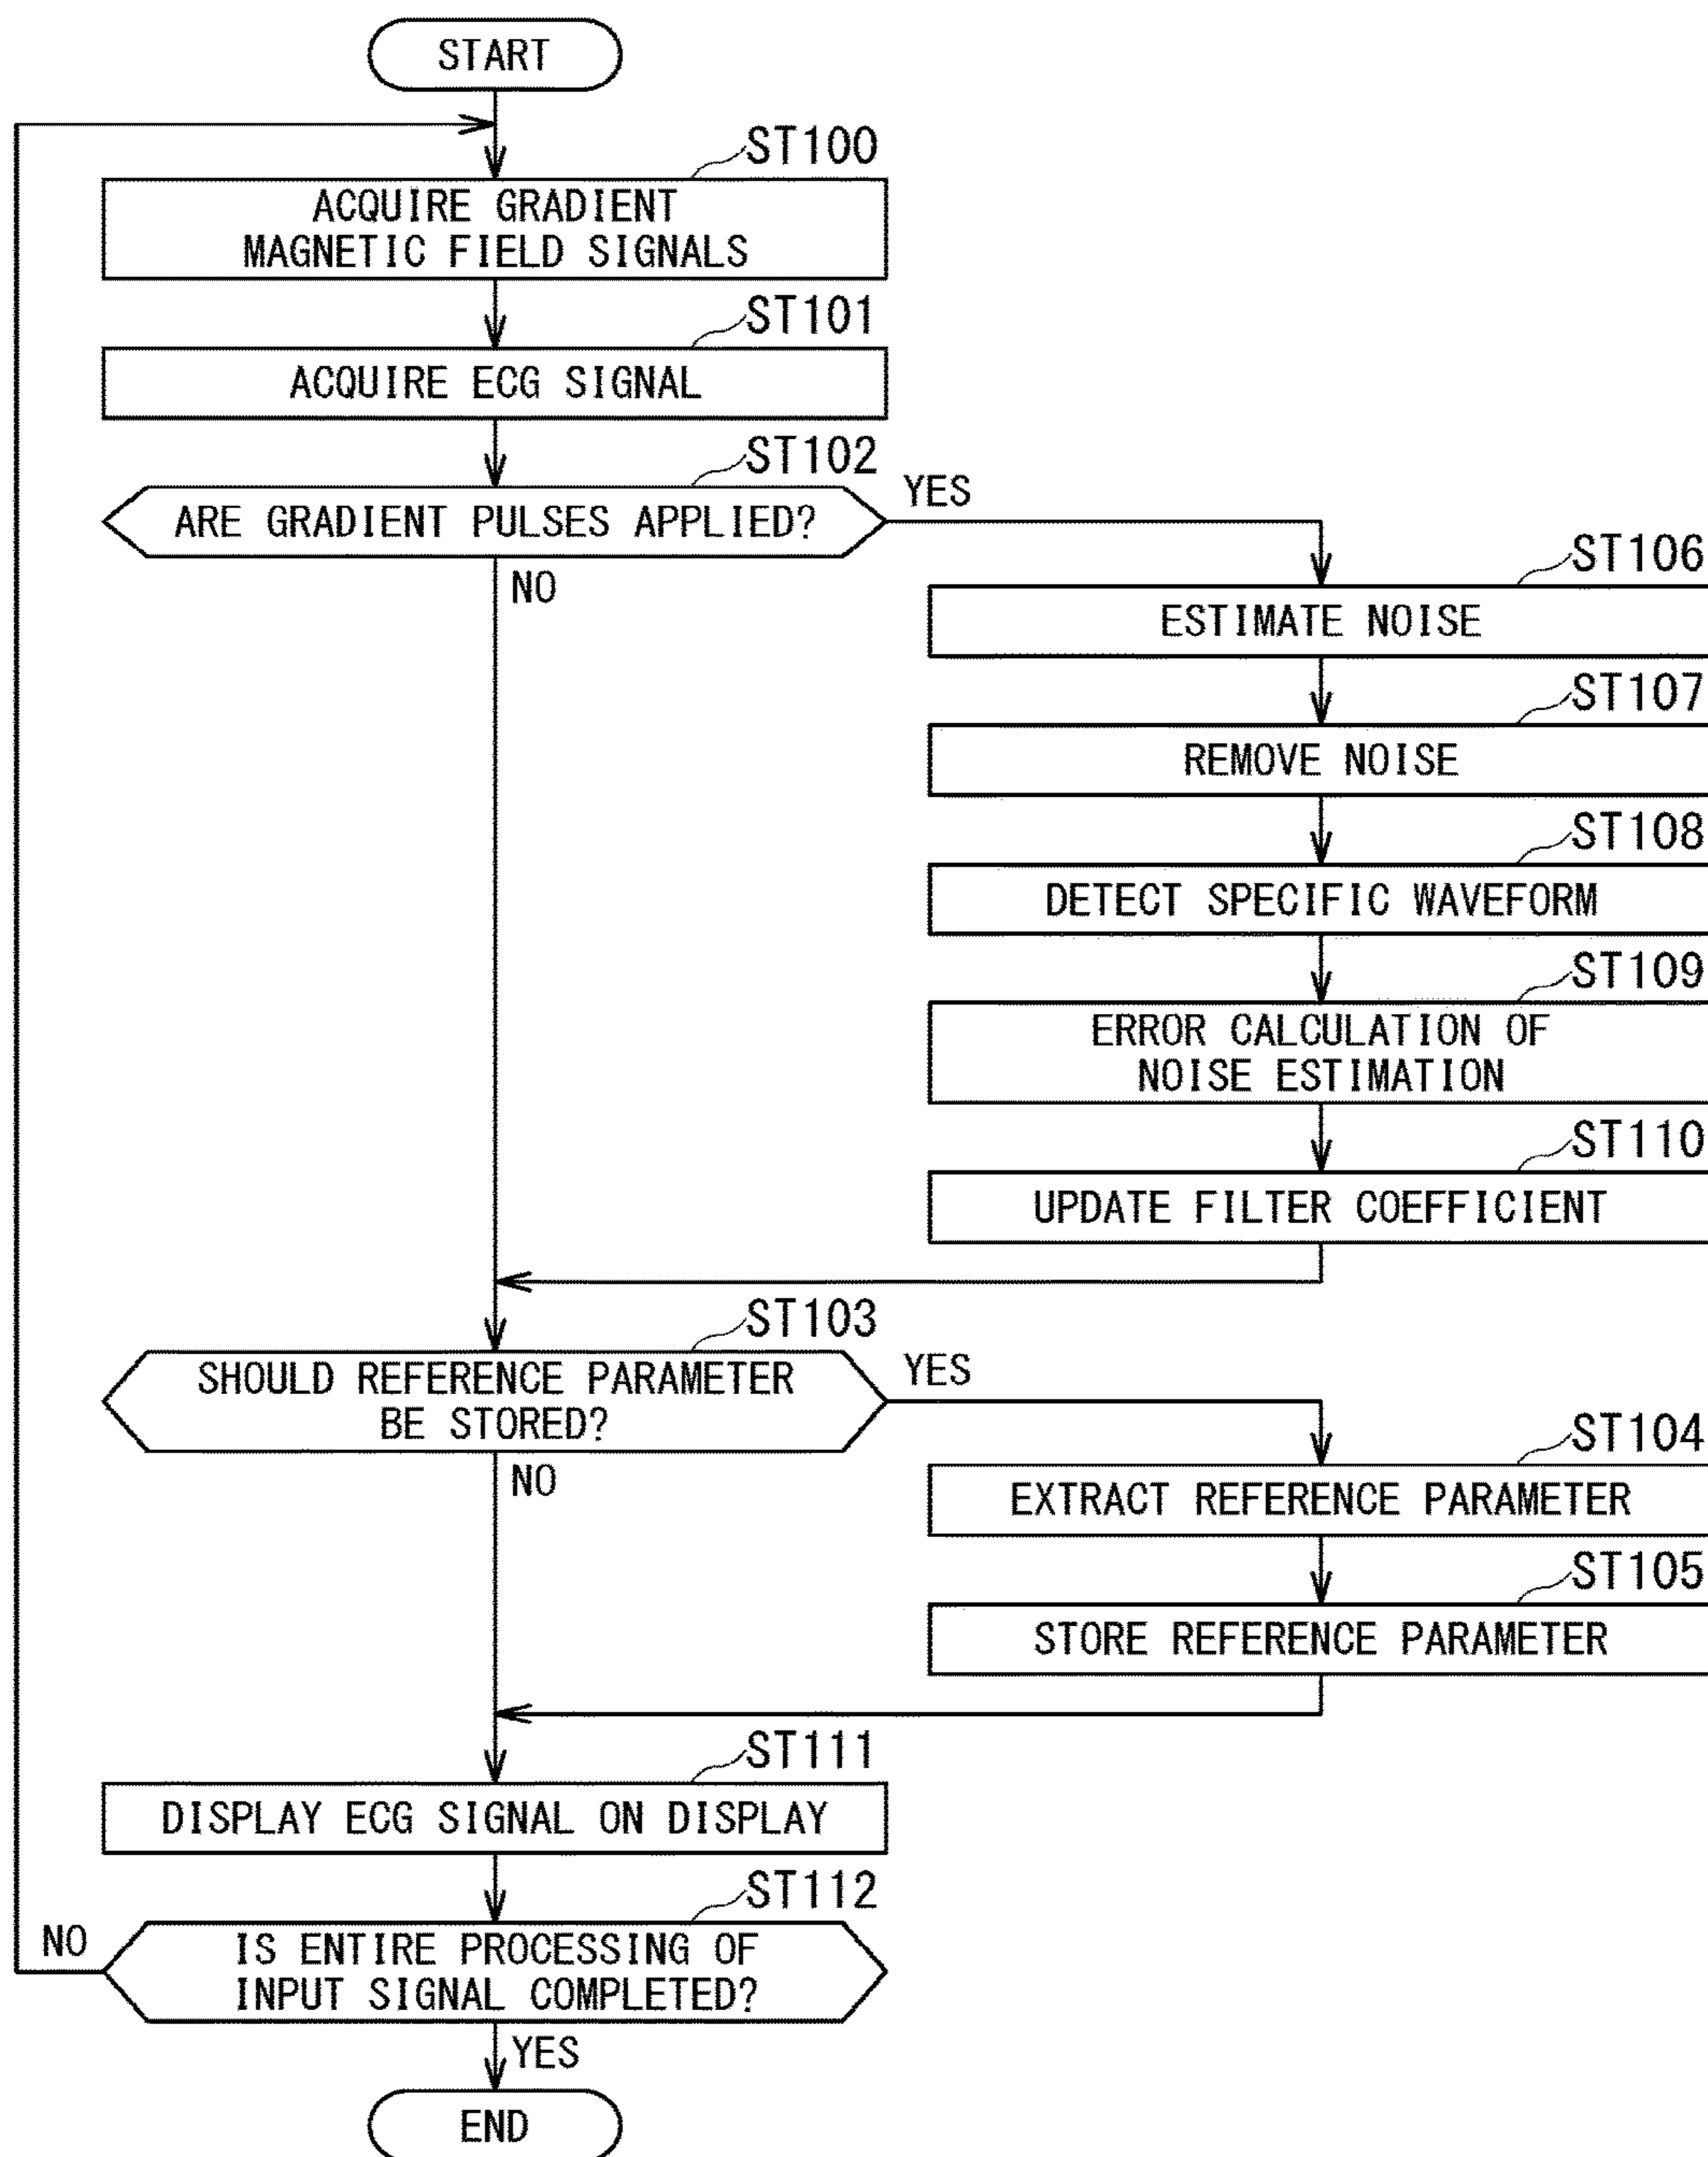 START
ST100
ACQUIRE GRADIENT
MAGNETIC FIELD SIGNALS
ST101
ACQUIRE ECG SIGNAL
ST102
ARE GRADIENT PULSES APPLIED?
YES
NO
ST106
ESTIMATE NOISE
ST107
REMOVE NOISE
ST108
DETECT SPECIFIC WAVEFORM
ST109
ERROR CALCULATION OF
NOISE ESTIMATION
ST110
UPDATE FILTER COEFFICIENT
ST103
SHOULD REFERENCE PARAMETER
BE STORED?
YES
NO
ST104
EXTRACT REFERENCE PARAMETER
ST105
STORE REFERENCE PARAMETER
ST111
DISPLAY ECG SIGNAL ON DISPLAY
ST112
NO
IS ENTIRE PROCESSING OF
INPUT SIGNAL COMPLETED?
YES
END